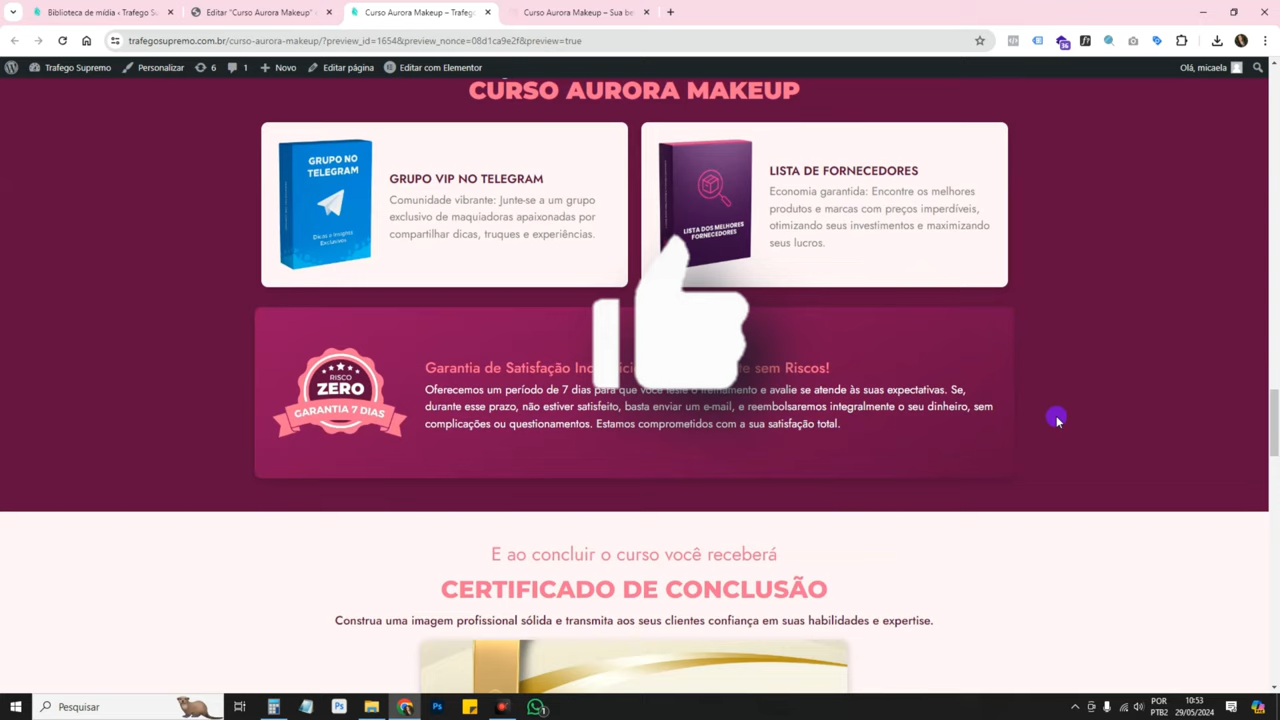 Biblioteca de mídia ‹ Trafego Su
Editar "Curso Aurora Makeup"
Curso Aurora Makeup – Trafego
Curso Aurora Makeup – Sua be
trafegosupremo.com.br/curso-aurora-makeup/?preview_id=1654&preview_nonce=08d1ca9e2f&preview=true
36
Trafego Supremo
Personalizar
6
1
Novo
Editar página
Editar com Elementor
Olá, micaela
CURSO AURORA MAKEUP
GRUPO NO
TELEGRAM
Dicas e Insights
Exclusivos
GRUPO VIP NO TELEGRAM
Comunidade vibrante: Junte-se a um grupo
exclusivo de maquiadoras apaixonadas por
compartilhar dicas, truques e experiências.
LISTA DOS MELHORES
FORNECEDORES
LISTA DE FORNECEDORES
Economia garantida: Encontre os melhores
produtos e marcas com preços imperdíveis,
otimizando seus investimentos e maximizando
seus lucros.
RISCO
ZERO
GARANTIA 7 DIAS
Garantia de Satisfação sem Riscos!
Oferecemos um período de 7 dias para que você teste o treinamento e avalie se atende às suas expectativas. Se,
durante esse prazo, não estiver satisfeito, basta enviar um e-mail, e reembolsaremos integralmente o seu dinheiro, sem
complicações ou questionamentos. Estamos comprometidos com a sua satisfação total.
E ao concluir o curso você receberá
CERTIFICADO DE CONCLUSÃO
Construa uma imagem profissional sólida e transmita aos seus clientes confiança em suas habilidades e expertise.
Pesquisar
POR
PTB2
10:53
29/05/2024